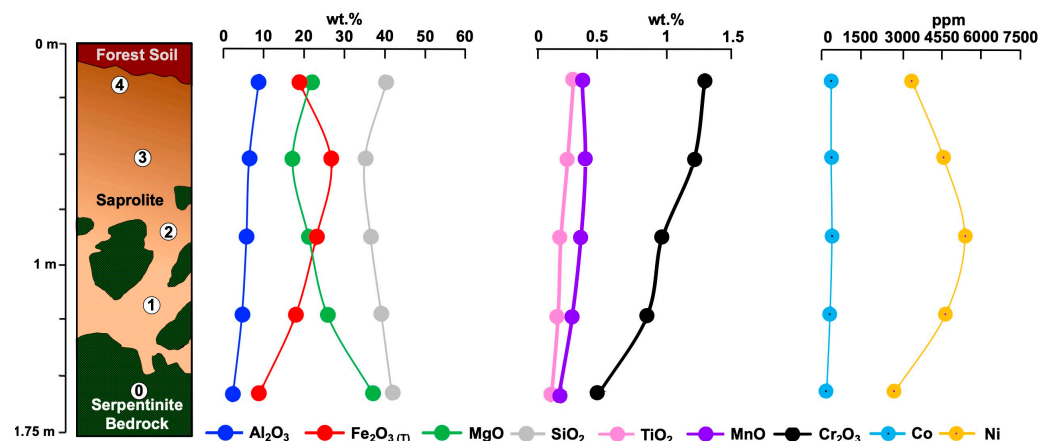 wt.%
0 10 20 30 40 50 60
wt.%
0 0.5 1 1.5
ppm
0 1500 3000 4500 6000 7500
0 m
1 m
1.75 m
Forest Soil
4
3
Saprolite
2
1
0
Serpentinite
Bedrock
Al₂O₃ Fe₂O₃ (T) MgO SiO₂ TiO₂ MnO Cr₂O₃ Co Ni